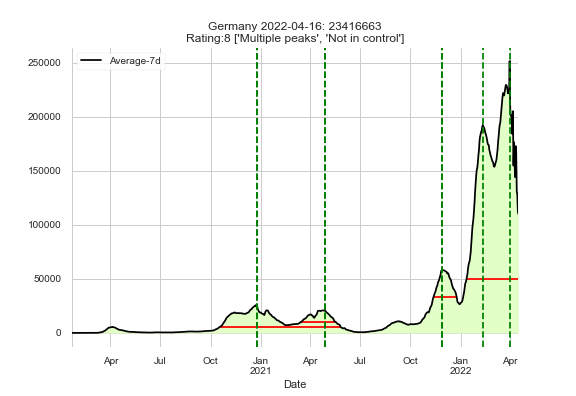 Germany 2022-04-16: 23416663
Rating:8 ['Multiple peaks', 'Not in control']
Average-7d
250000
200000
150000
100000
50000
0
Apr Jul Oct Jan Apr Jul Oct Jan Apr
2021 2022
Date